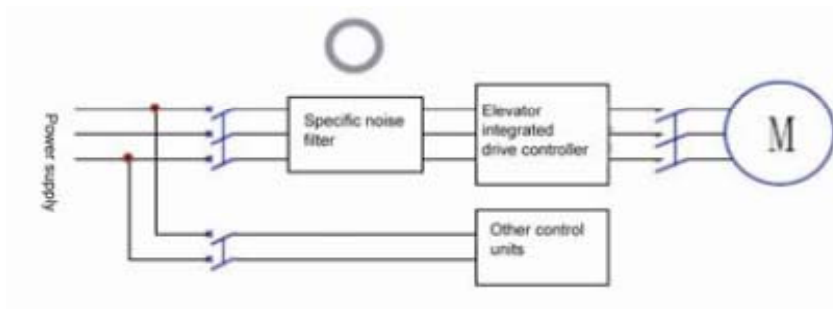 Power supply
Specific noise
filter
Elevator
integrated
drive controller
M
Other control
units